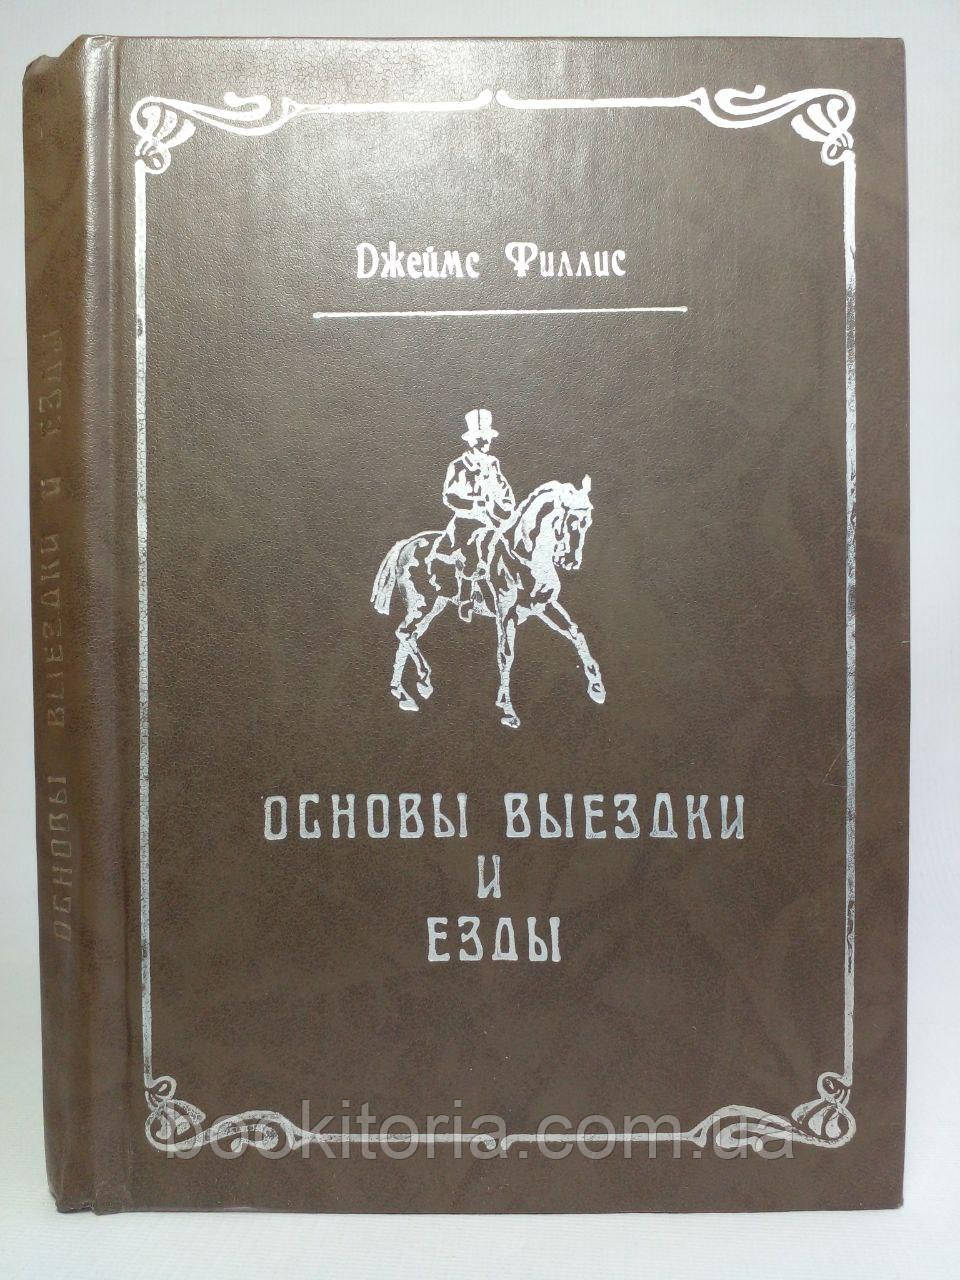 Джеймс Филлис
ОСНОВЫ ВЫЕЗДКИ
И
ЕЗДЫ
ОСНОВЫ ВЫЕЗДКИ И ЕЗДЫ
bookitoria.com.ua